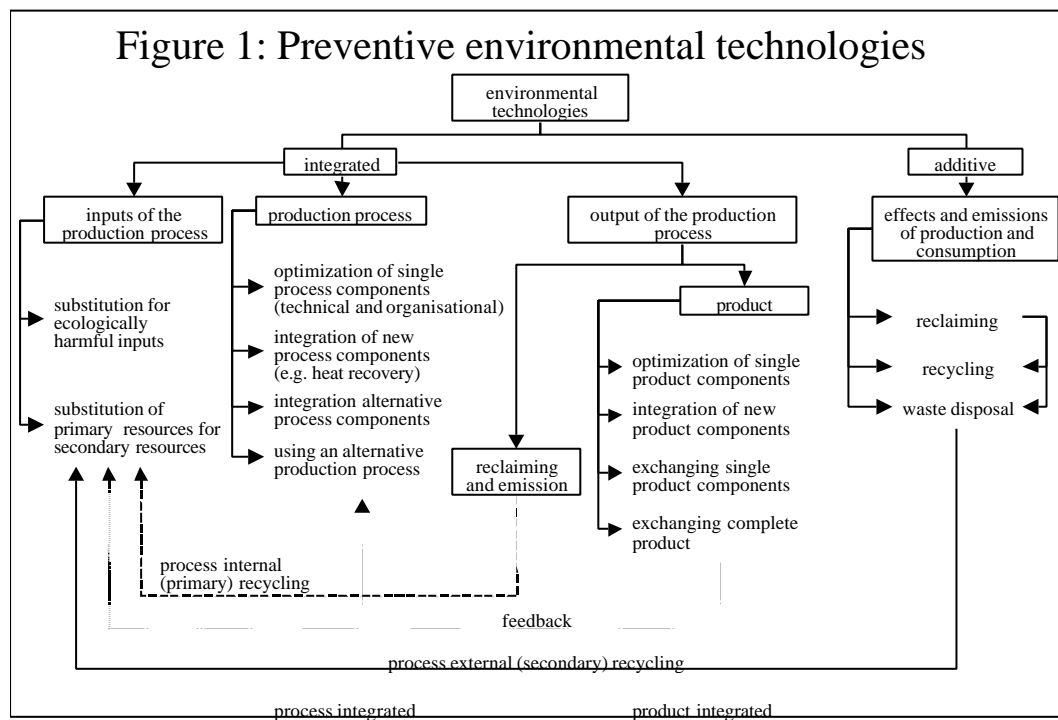 Figure 1: Preventive environmental technologies
environmental
technologies
integrated
additive
inputs of the
production process
production process
output of the production
process
effects and emissions
of production and
consumption
substitution for
ecologically
harmful inputs
substitution of
primary resources for
secondary resources
optimization of single
process components
(technical and organisational)
integration of new
process components
(e.g. heat recovery)
integration alternative
process components
using an alternative
production process
reclaiming
and emission
product
optimization of single
product components
integration of new
product components
exchanging single
product components
exchanging complete
product
reclaiming
recycling
waste disposal
process internal
(primary) recycling
feedback
process external (secondary) recycling
process integrated
product integrated